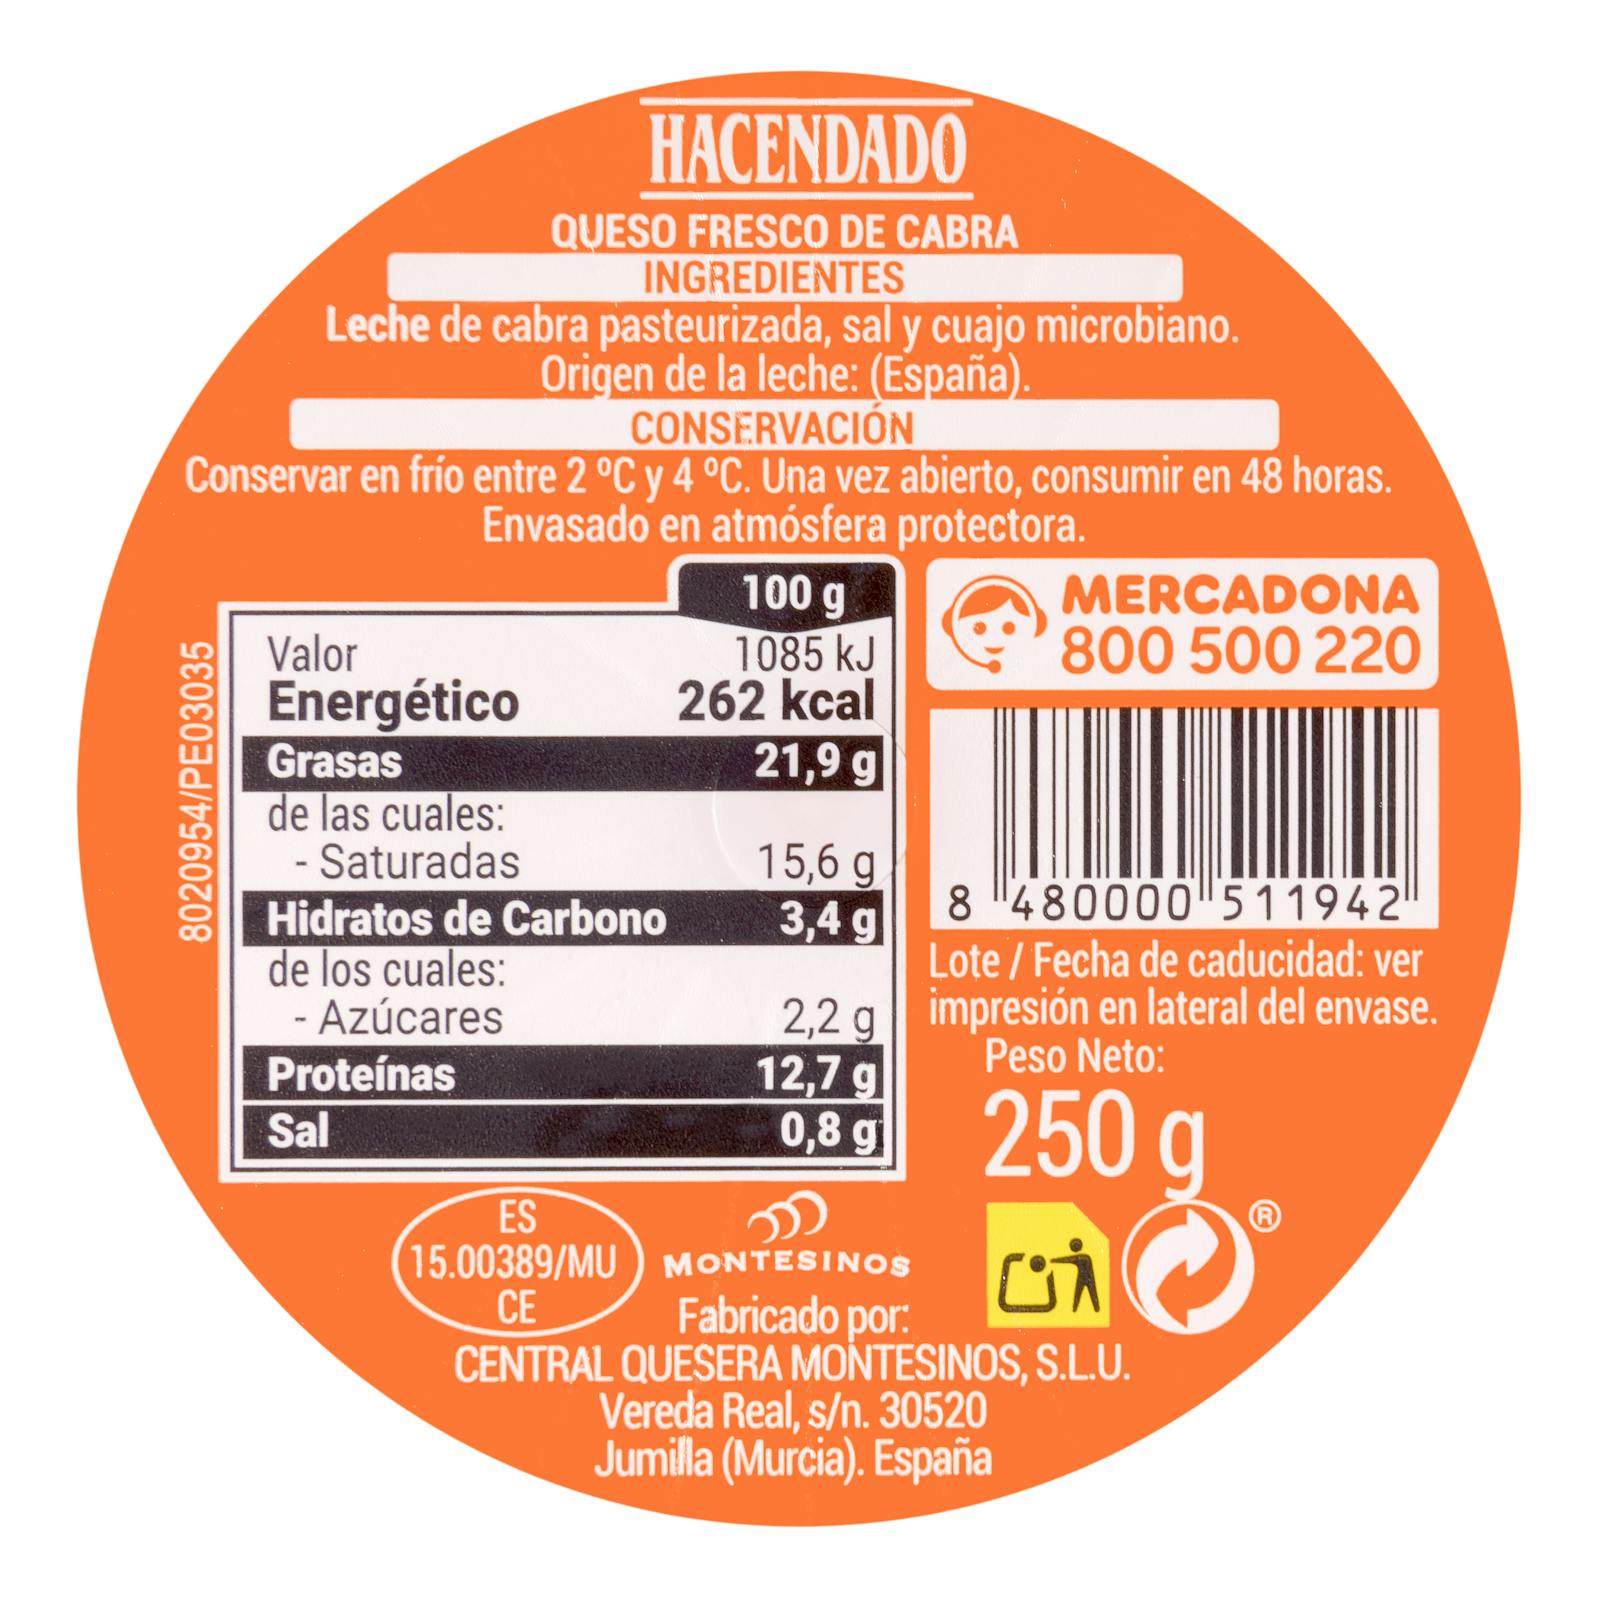 HACENDADO
QUESO FRESCO DE CABRA
INGREDIENTES
Leche de cabra pasteurizada, sal y cuajo microbiano.
Origen de la leche: (España).
CONSERVACIÓN
Conservar en frío entre 2 ºC y 4 ºC. Una vez abierto, consumir en 48 horas.
Envasado en atmósfera protectora.
8020954/PE03035
100 g
Valor 1085 kJ
Energético 262 kcal
Grasas 21,9 g
de las cuales:
- Saturadas 15,6 g
Hidratos de Carbono 3,4 g
de los cuales:
- Azúcares 2,2 g
Proteínas 12,7 g
Sal 0,8 g
MERCADONA
800 500 220
8 480000 511942
Lote / Fecha de caducidad: ver
impresión en lateral del envase.
Peso Neto:
250 g
®
ES
15.00389/MU
CE
MONTESINOS
Fabricado por:
CENTRAL QUESERA MONTESINOS, S.L.U.
Vereda Real, s/n. 30520
Jumilla (Murcia). España